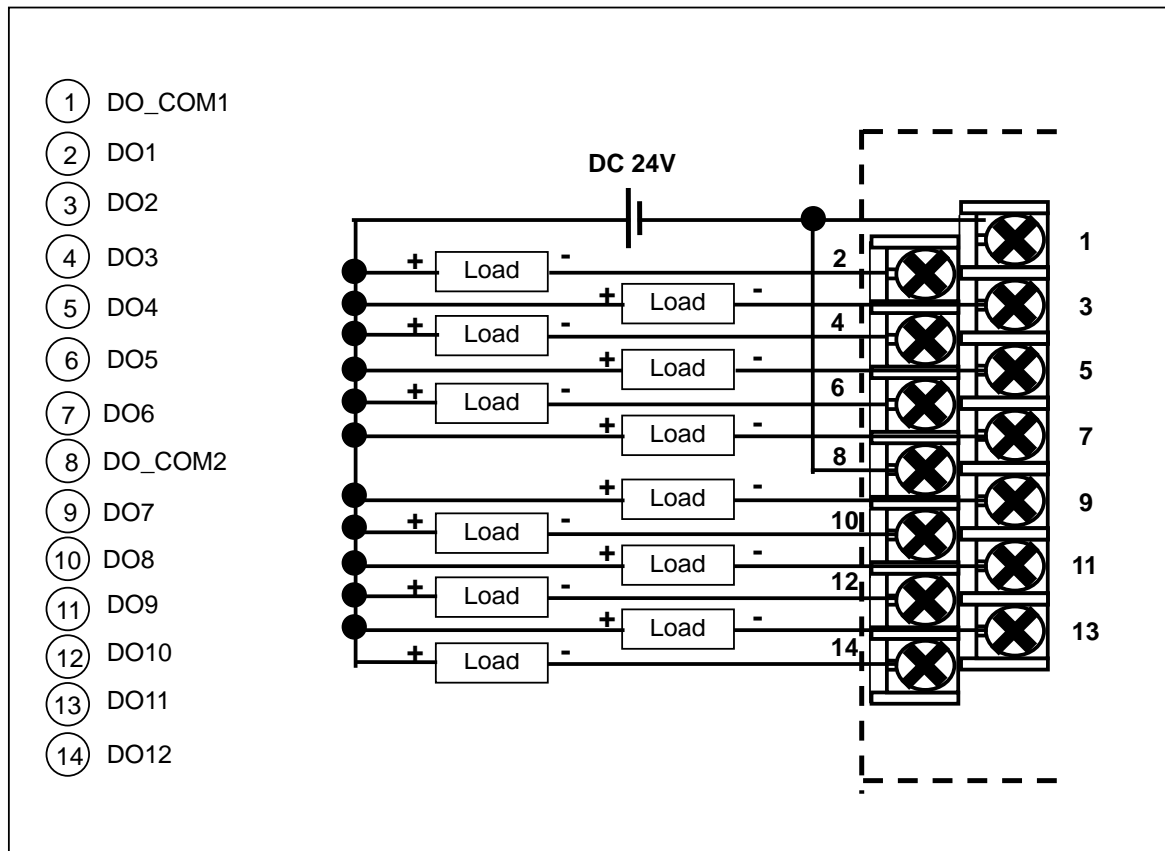 1 DO_COM1
2 DO1
3 DO2
4 DO3
5 DO4
6 DO5
7 DO6
8 DO_COM2
9 DO7
10 DO8
11 DO9
12 DO10
13 DO11
14 DO12
DC 24V
1
+ Load - 2
+ Load - 3
+ Load - 4
+ Load - 5
+ Load - 6
+ Load - 7
8
+ Load - 9
+ Load - 10
+ Load - 11
+ Load - 12
+ Load - 13
+ Load - 14